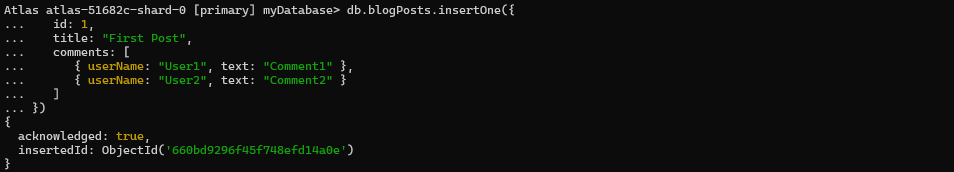 Atlas atlas-51682c-shard-0 [primary] myDatabase> db.blogPosts.insertOne({
...    id: 1,
...    title: "First Post",
...    comments: [
...       { userName: "User1", text: "Comment1" },
...       { userName: "User2", text: "Comment2" }
...    ]
... })
{
  acknowledged: true,
  insertedId: ObjectId('660bd9296f45f748efd14a0e')
}